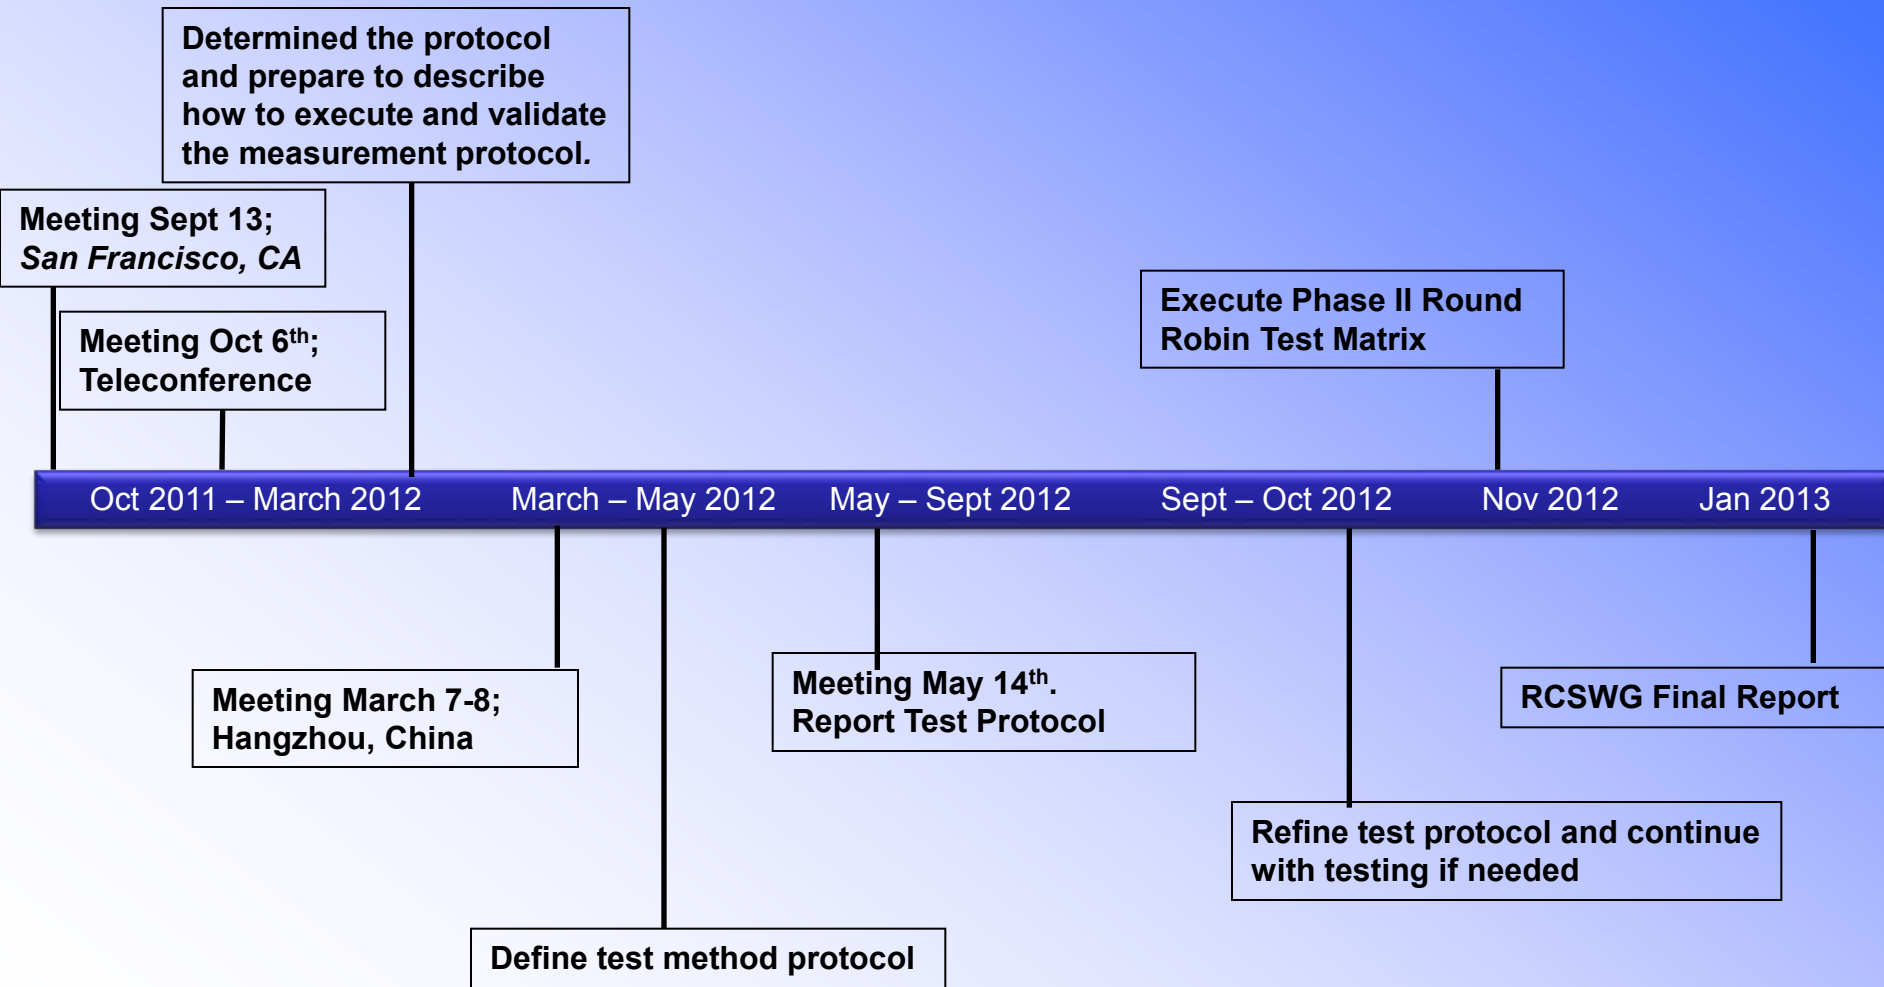 Determined the protocol
and prepare to describe
how to execute and validate
the measurement protocol.
Meeting Sept 13;
San Francisco, CA
Meeting Oct 6th;
Teleconference
Execute Phase II Round
Robin Test Matrix
Oct 2011 – March 2012
March – May 2012
May – Sept 2012
Sept – Oct 2012
Nov 2012
Jan 2013
Meeting March 7-8;
Hangzhou, China
Meeting May 14th.
Report Test Protocol
RCSWG Final Report
Refine test protocol and continue
with testing if needed
Define test method protocol